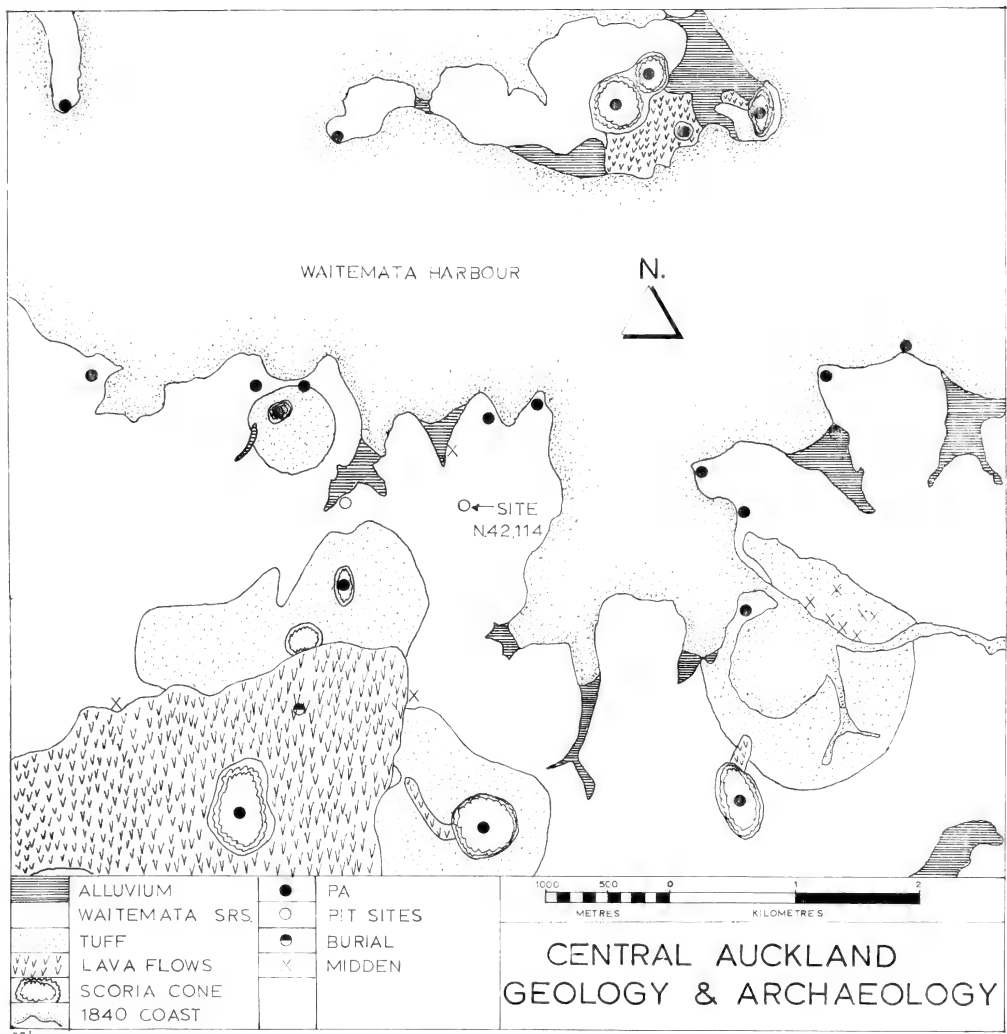 WAITEMATA HARBOUR
N.
SITE
N.42,114
ALLUVIUM
WAITEMATA SRS.
TUFF
LAVA FLOWS
SCORIA CONE
1840 COAST
PA
PIT SITES
BURIAL
MIDDEN
1000 500 0 1 2
METRES KILOMETRES
CENTRAL AUCKLAND
GEOLOGY & ARCHAEOLOGY